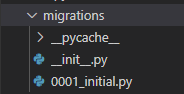 migrations
__pycache__
__init__.py
0001_initial.py